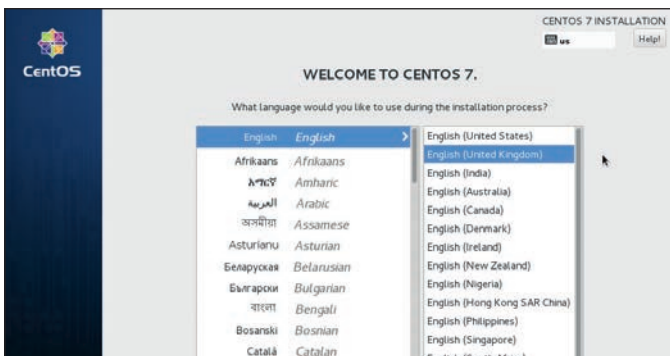 CENTOS 7 INSTALLATION
us
Help!
CentOS
WELCOME TO CENTOS 7.
What language would you like to use during the installation process?
English English
Afrikaans Afrikaans
አማርኛ Amharic
العربية Arabic
অসমীয়া Assamese
Asturianu Asturian
Беларуская Belarusian
Български Bulgarian
বাংলা Bengali
Bosanski Bosnian
Català Catalan
English (United States)
English (United Kingdom)
English (India)
English (Australia)
English (Canada)
English (Denmark)
English (Ireland)
English (New Zealand)
English (Nigeria)
English (Hong Kong SAR China)
English (Philippines)
English (Singapore)